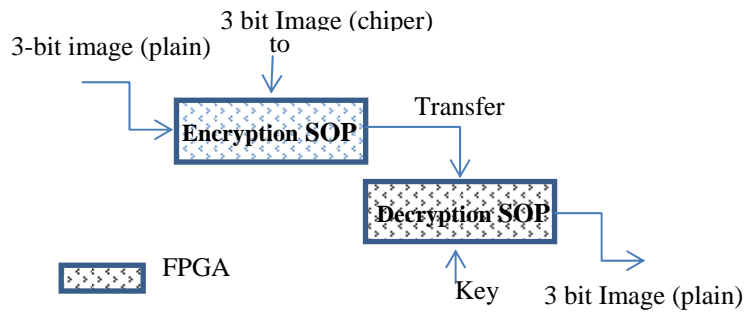 3 bit Image (chiper)
to
3-bit image (plain)
Encryption SOP
Transfer
Decryption SOP
FPGA
Key
3 bit Image (plain)